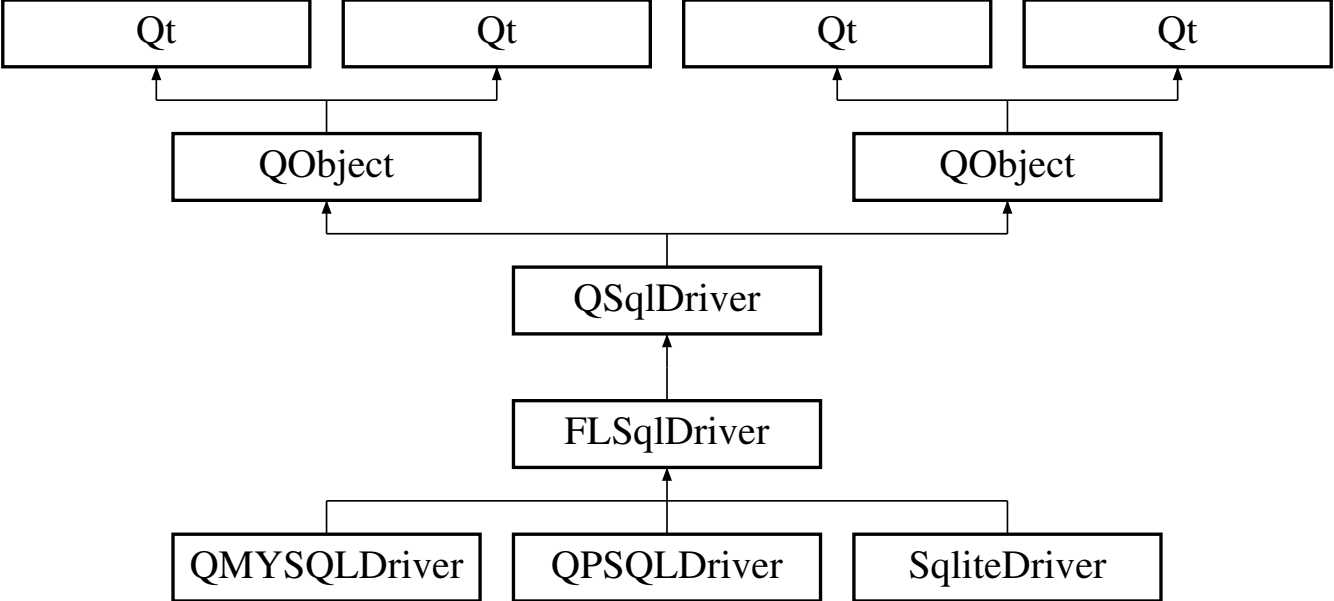 Qt
Qt
Qt
Qt
QObject
QObject
QSqlDriver
FLSqlDriver
QMYSQLDriver
QPSQLDriver
SqliteDriver